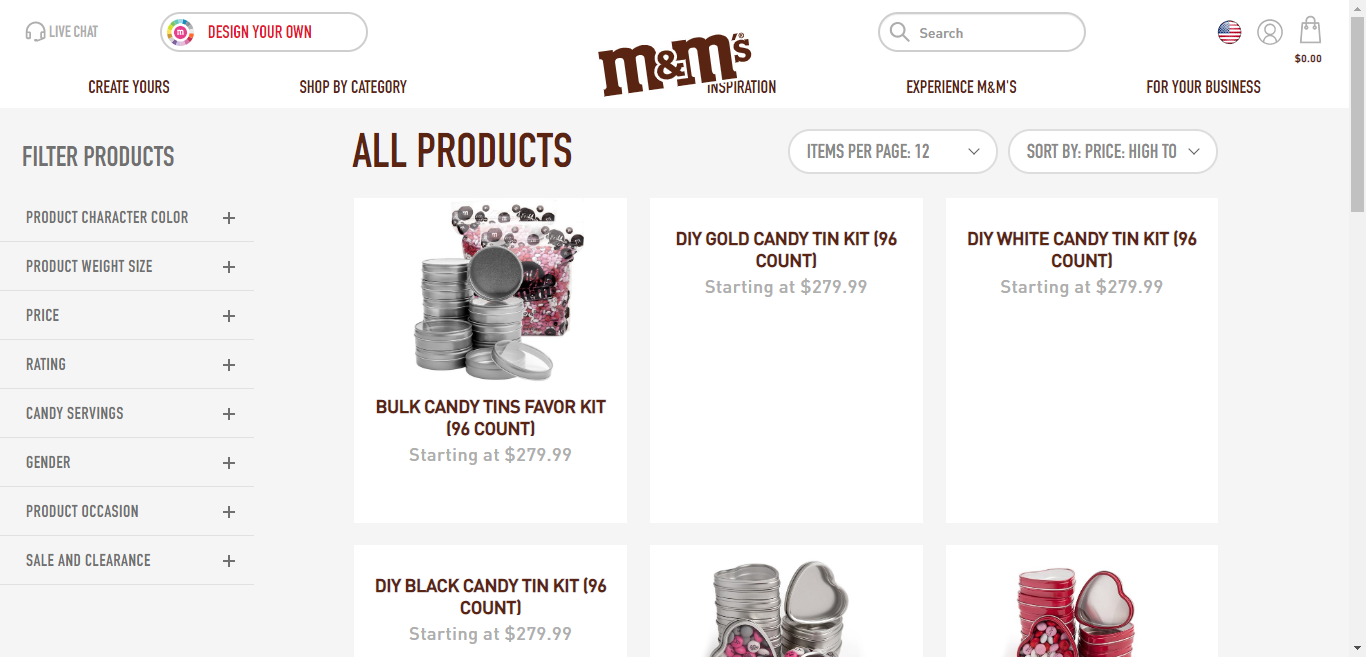 LIVE CHAT
DESIGN YOUR OWN
m&m's®
Search
$0.00
CREATE YOURS
SHOP BY CATEGORY
INSPIRATION
EXPERIENCE M&M'S
FOR YOUR BUSINESS
FILTER PRODUCTS
PRODUCT CHARACTER COLOR
PRODUCT WEIGHT SIZE
PRICE
RATING
CANDY SERVINGS
GENDER
PRODUCT OCCASION
SALE AND CLEARANCE
ALL PRODUCTS
ITEMS PER PAGE: 12
SORT BY: PRICE: HIGH TO
BULK CANDY TINS FAVOR KIT
(96 COUNT)
Starting at $279.99
DIY GOLD CANDY TIN KIT (96
COUNT)
Starting at $279.99
DIY WHITE CANDY TIN KIT (96
COUNT)
Starting at $279.99
DIY BLACK CANDY TIN KIT (96
COUNT)
Starting at $279.99